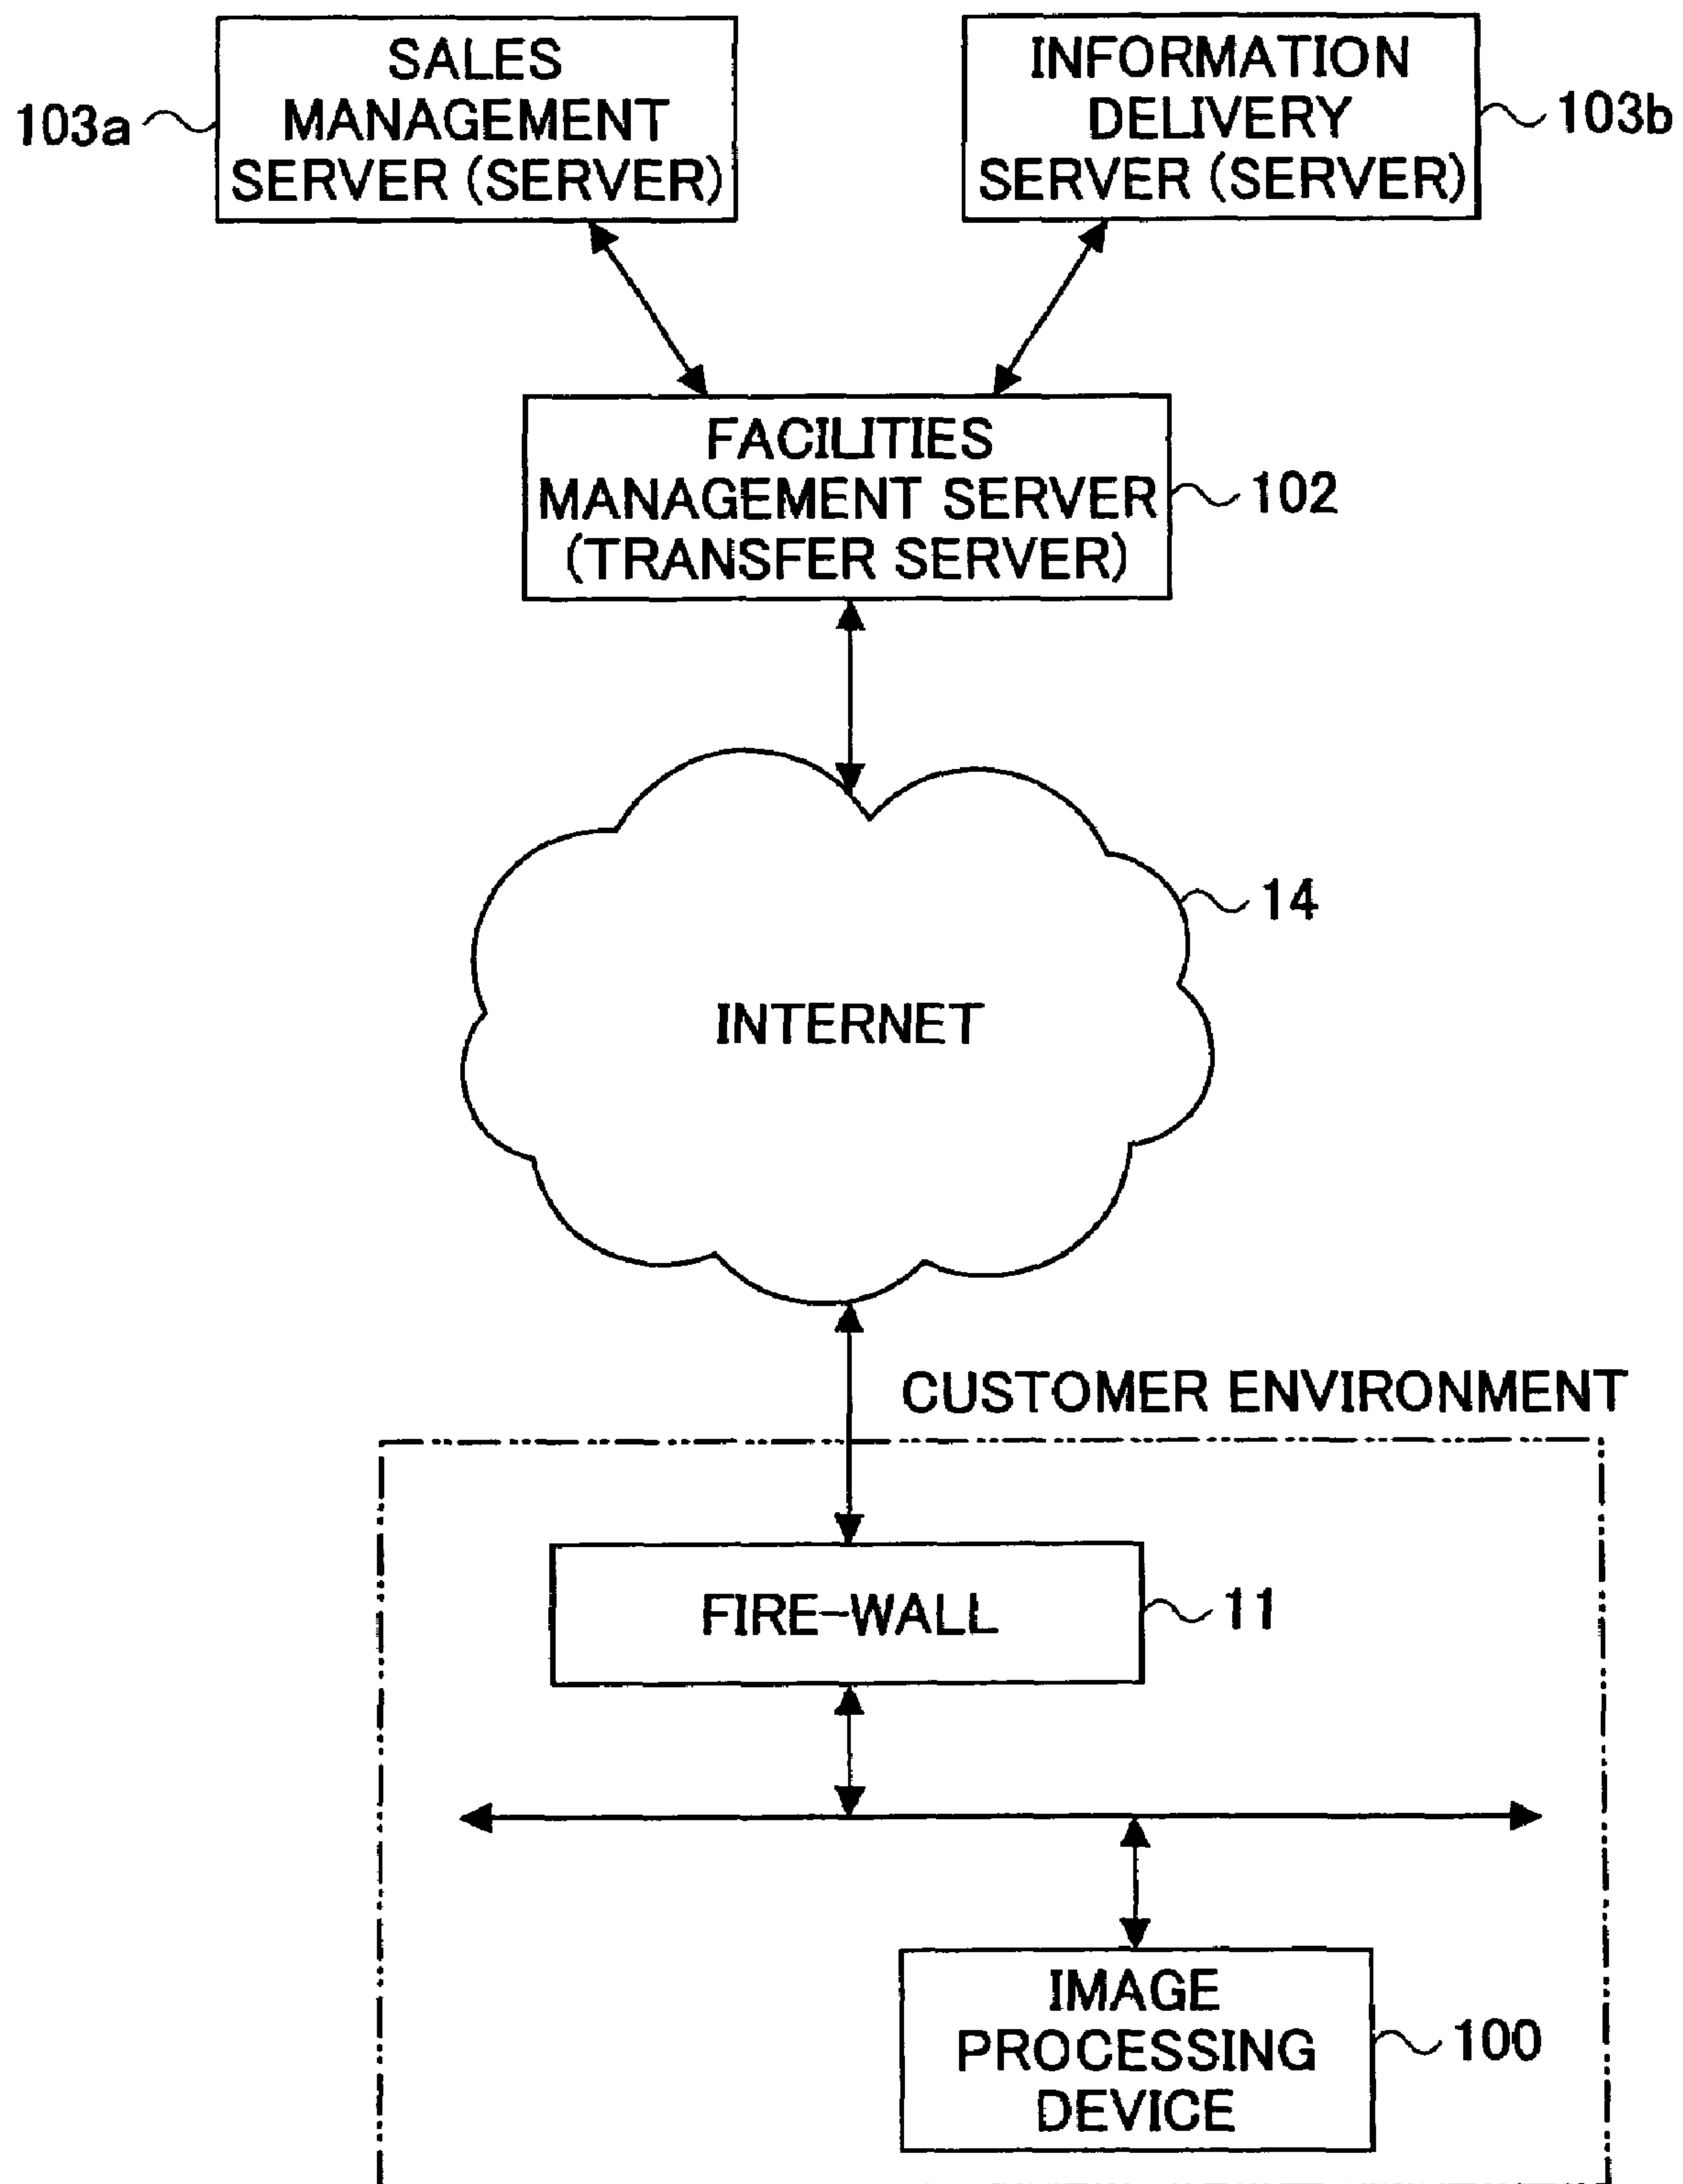 SALES
MANAGEMENT
SERVER (SERVER)
103a
INFORMATION
DELIVERY
SERVER (SERVER)
103b
FACILITIES
MANAGEMENT SERVER
(TRANSFER SERVER)
102
14
INTERNET
CUSTOMER ENVIRONMENT
FIRE-WALL
11
IMAGE
PROCESSING
DEVICE
100